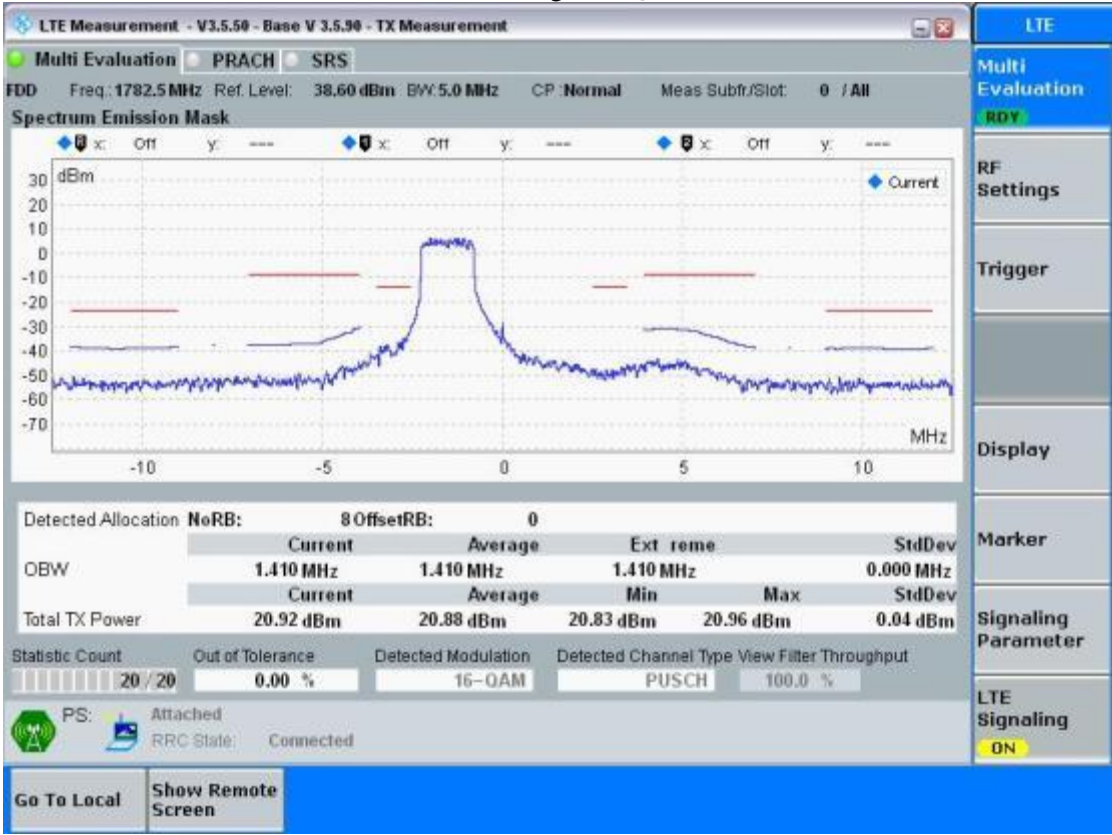 LTE Measurement - V3.5.50 - Base V 3.5.90 - TX Measurement
LTE
Multi Evaluation PRACH SRS
Multi Evaluation
RDY
FDD Freq.: 1782.5 MHz Ref. Level: 38.60 dBm BW: 5.0 MHz CP :Normal Meas Subfr./Slot: 0 / All
Spectrum Emission Mask
x: Off y: --- x: Off y: --- x: Off y: ---
dBm
Current
30
20
10
0
-10
-20
-30
-40
-50
-60
-70
MHz
-10 -5 0 5 10
RF Settings
Trigger
Display
Marker
Signaling Parameter
LTE Signaling
ON
Detected Allocation NoRB: 8 OffsetRB: 0
Current Average Ext reme StdDev
OBW 1.410 MHz 1.410 MHz 1.410 MHz 0.000 MHz
Current Average Min Max StdDev
Total TX Power 20.92 dBm 20.88 dBm 20.83 dBm 20.96 dBm 0.04 dBm
Statistic Count Out of Tolerance Detected Modulation Detected Channel Type View Filter Throughput
20 / 20 0.00 % 16-QAM PUSCH 100.0 %
PS: Attached
RRC State: Connected
Go To Local
Show Remote Screen